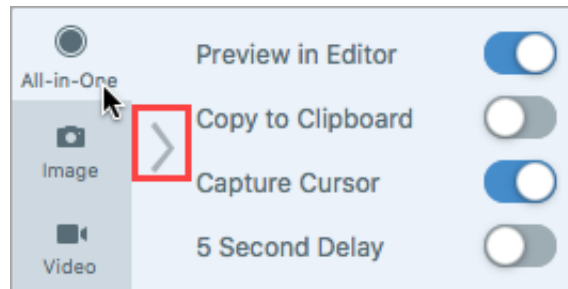 All-in-One
Image
Video
Preview in Editor
Copy to Clipboard
Capture Cursor
5 Second Delay